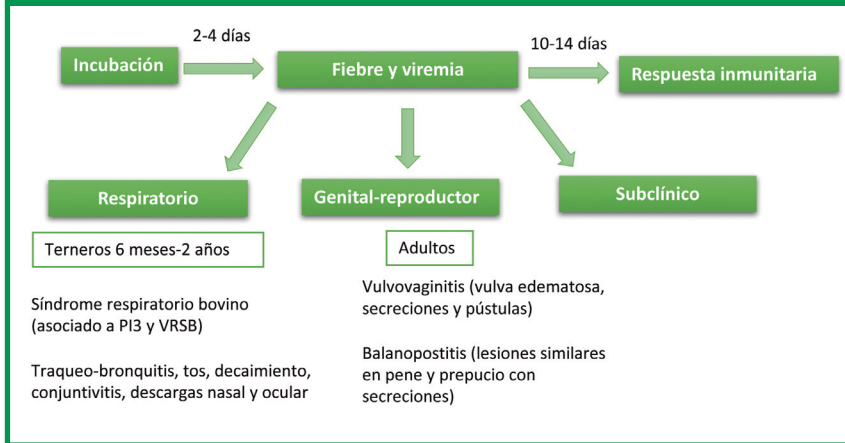 2-4 días
10-14 días
Incubación
Fiebre y viremia
Respuesta inmunitaria
Respiratorio
Genital-reproductor
Subclínico
Terneros 6 meses-2 años
Adultos
Síndrome respiratorio bovino
(asociado a PI3 y VRSB)
Traqueo-bronquitis, tos, decaimiento,
conjuntivitis, descargas nasal y ocular
Vulvovaginitis (vulva edematosa,
secreciones y pústulas)
Balanopostitis (lesiones similares
en pene y prepucio con
secreciones)